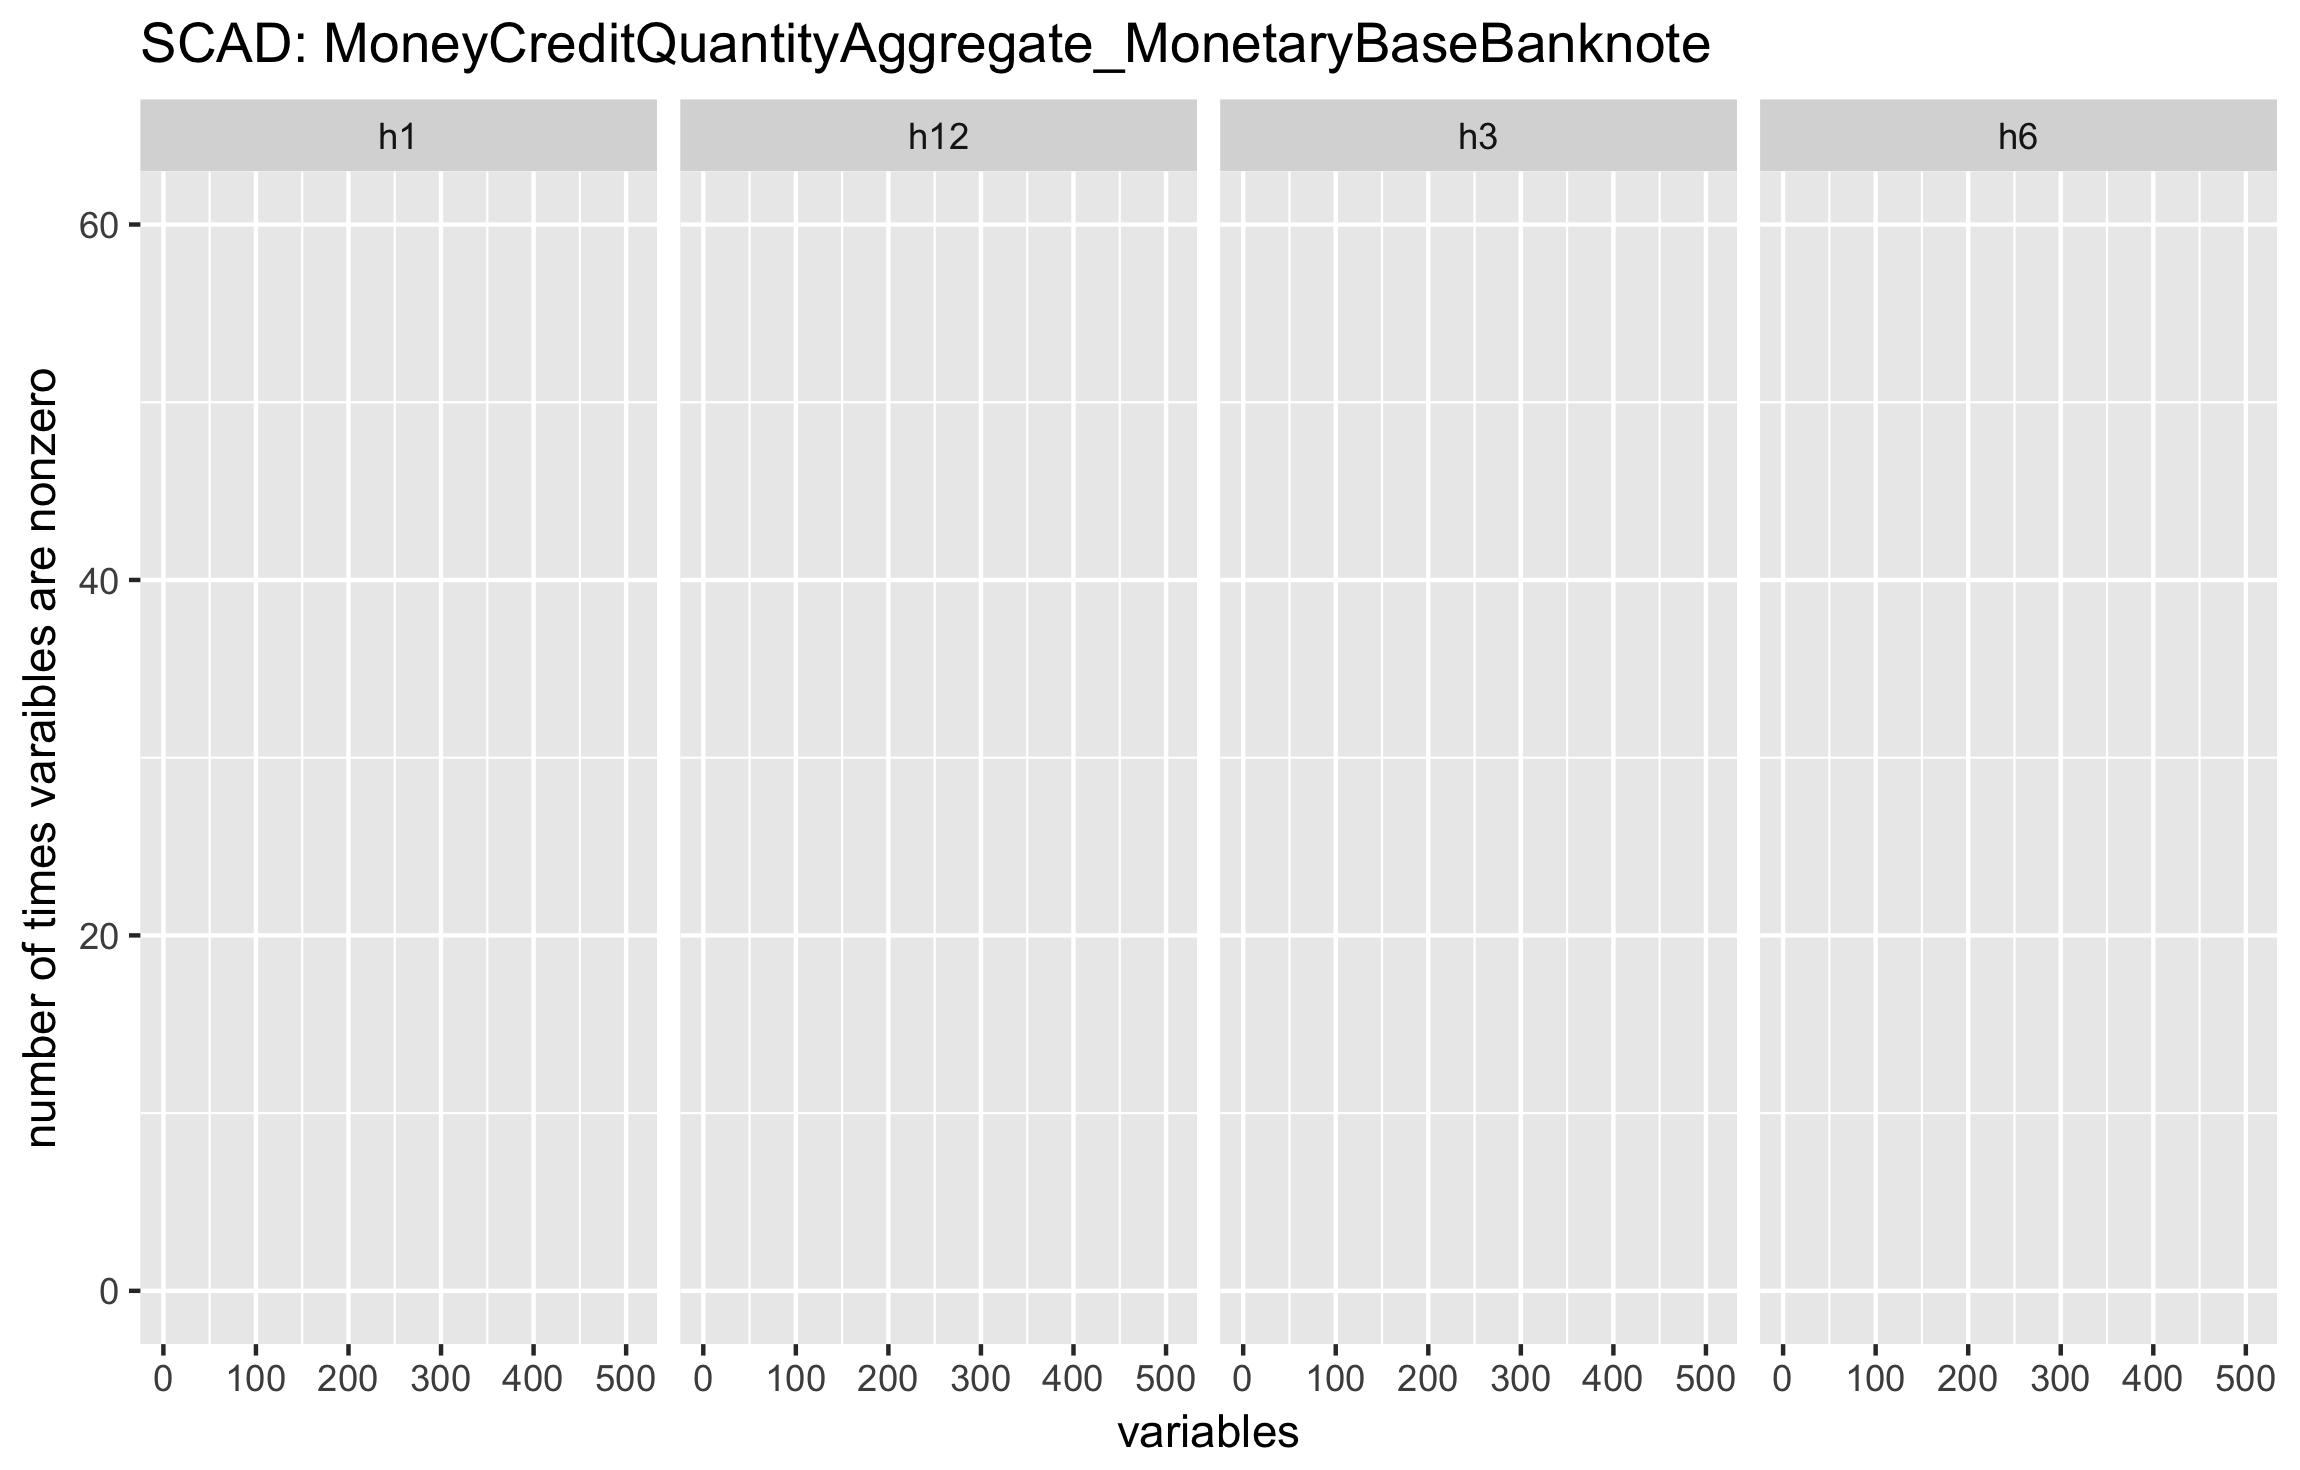 SCAD: MoneyCreditQuantityAggregate_MonetaryBaseBanknote
h1 h12 h3 h6
number of times varaibles are nonzero
60
40
20
0
0 100 200 300 400 500 0 100 200 300 400 500 0 100 200 300 400 500 0 100 200 300 400 500
variables